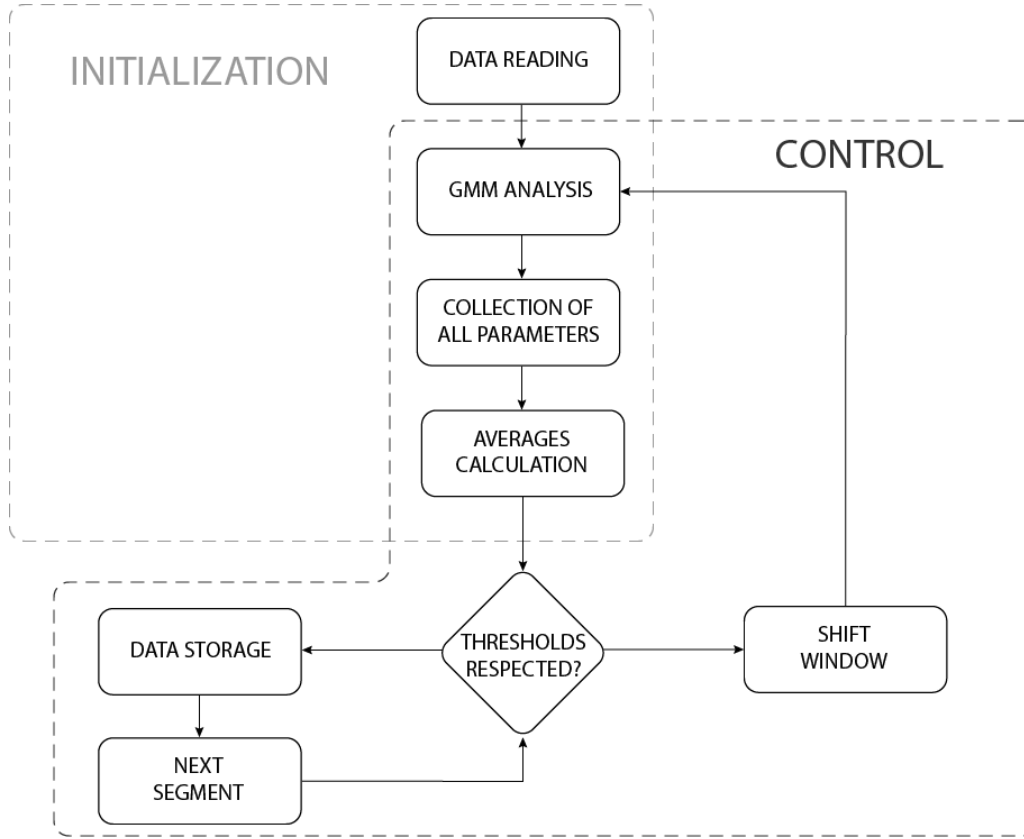 INITIALIZATION
DATA READING
CONTROL
GMM ANALYSIS
COLLECTION OF
ALL PARAMETERS
AVERAGES
CALCULATION
THRESHOLDS
RESPECTED?
DATA STORAGE
SHIFT
WINDOW
NEXT
SEGMENT